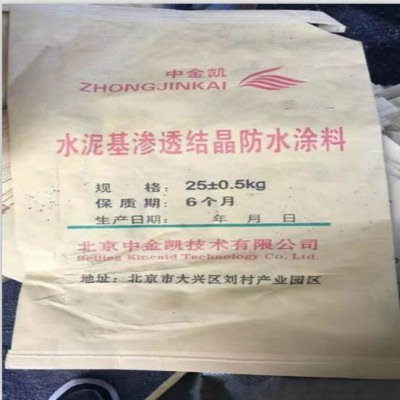 中金凯
ZHONGJINKAI
水泥基渗透结晶防水涂料
规 格: 25±0.5kg
保 质 期: 6个月
生产日期: 年 月 日
北京中金凯技术有限公司
Beijing Kincaid Technology Co. Ltd.
地址: 北京市大兴区刘村产业园区